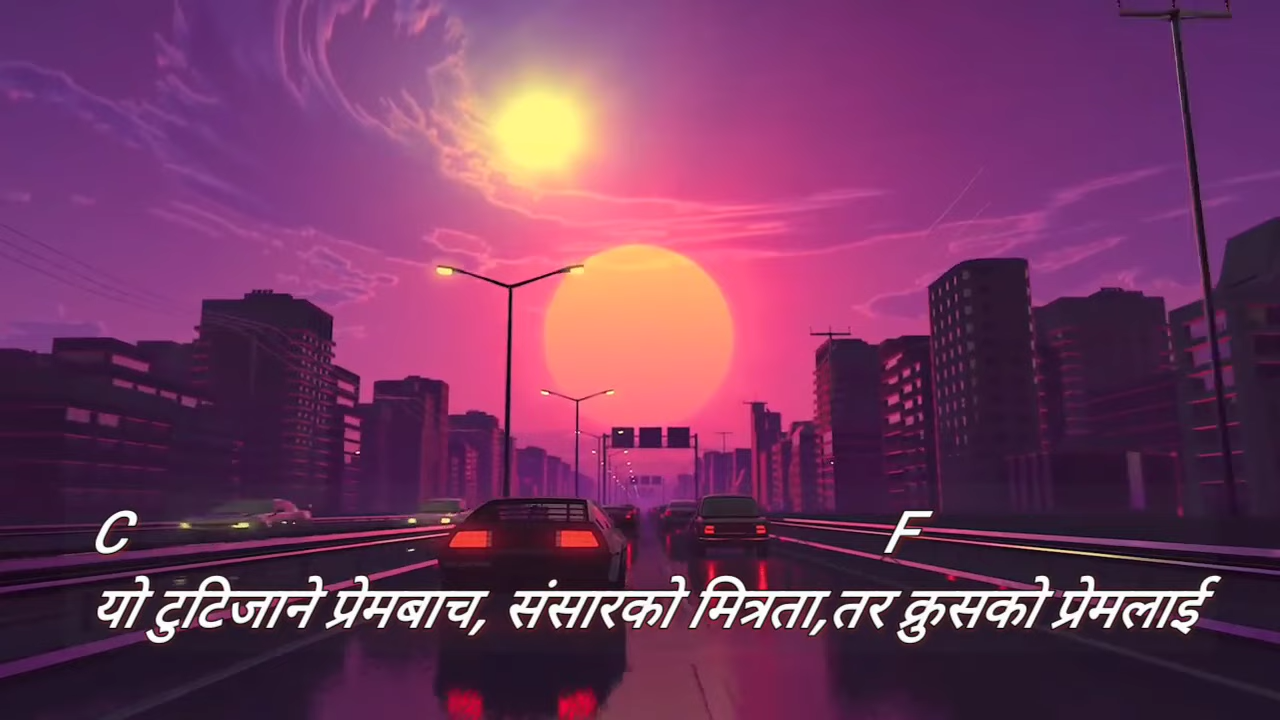 C F
यो टुटिजाने प्रेमबाच, संसारको मित्रता,तर क्रुसको प्रेमलाई